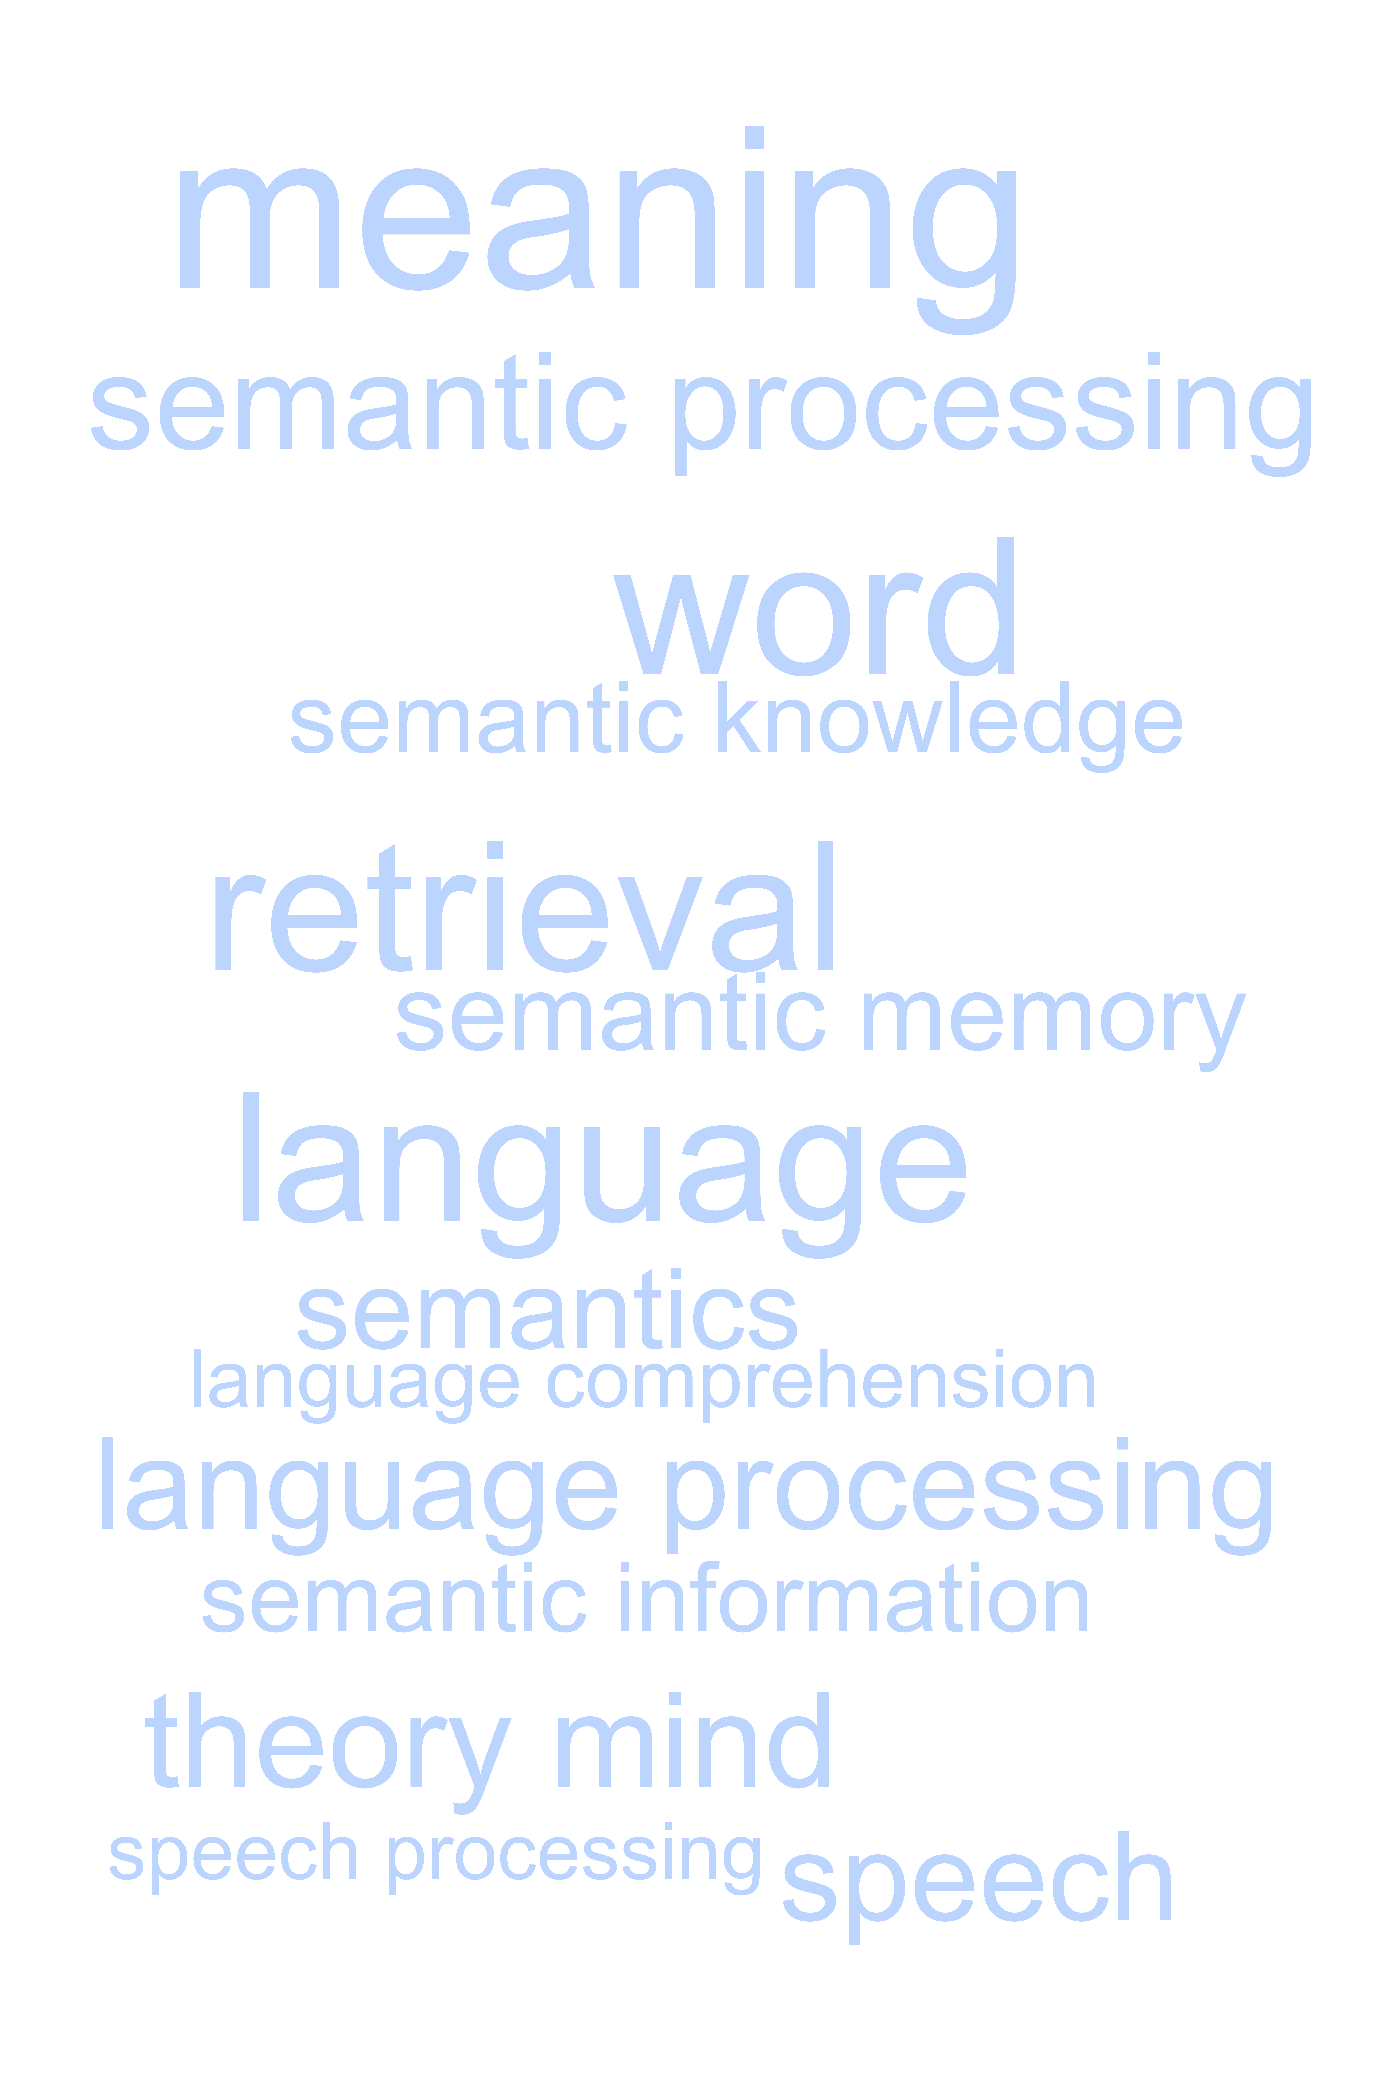 meaning
semantic processing
word
semantic knowledge
retrieval
semantic memory
language
semantics
language comprehension
language processing
semantic information
theory mind
speech processing
speech